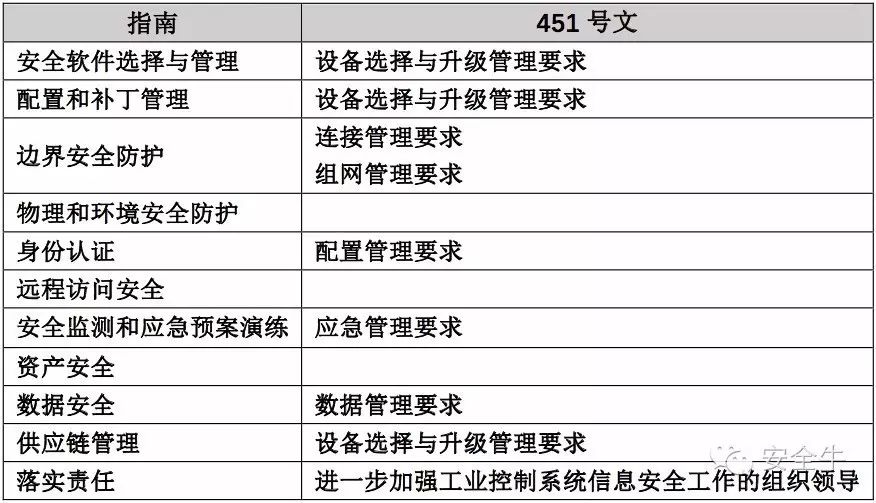 指南 451 号文
安全软件选择与管理 设备选择与升级管理要求
配置和补丁管理 设备选择与升级管理要求
边界安全防护 连接管理要求
组网管理要求
物理和环境安全防护
身份认证 配置管理要求
远程访问安全
安全监测和应急预案演练 应急管理要求
资产安全
数据安全 数据管理要求
供应链管理 设备选择与升级管理要求
落实责任 进一步加强工业控制系统信息安全工作的组织领导
安全牛